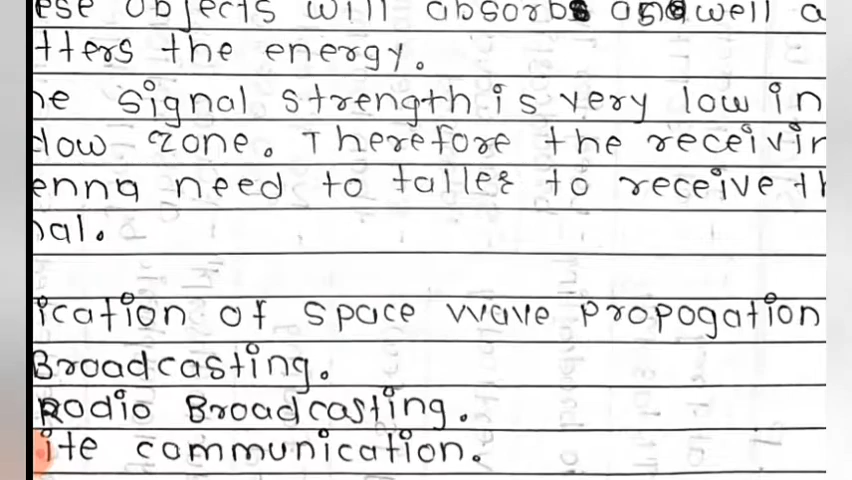 ese objects will absorbs as well a
tters the energy.
he signal strength is very low in
dow zone. Therefore the receivin
enna need to taller to receive th
nal.
ication of space wave propogation
Broadcasting.
Radio Broadcasting.
ite communication.